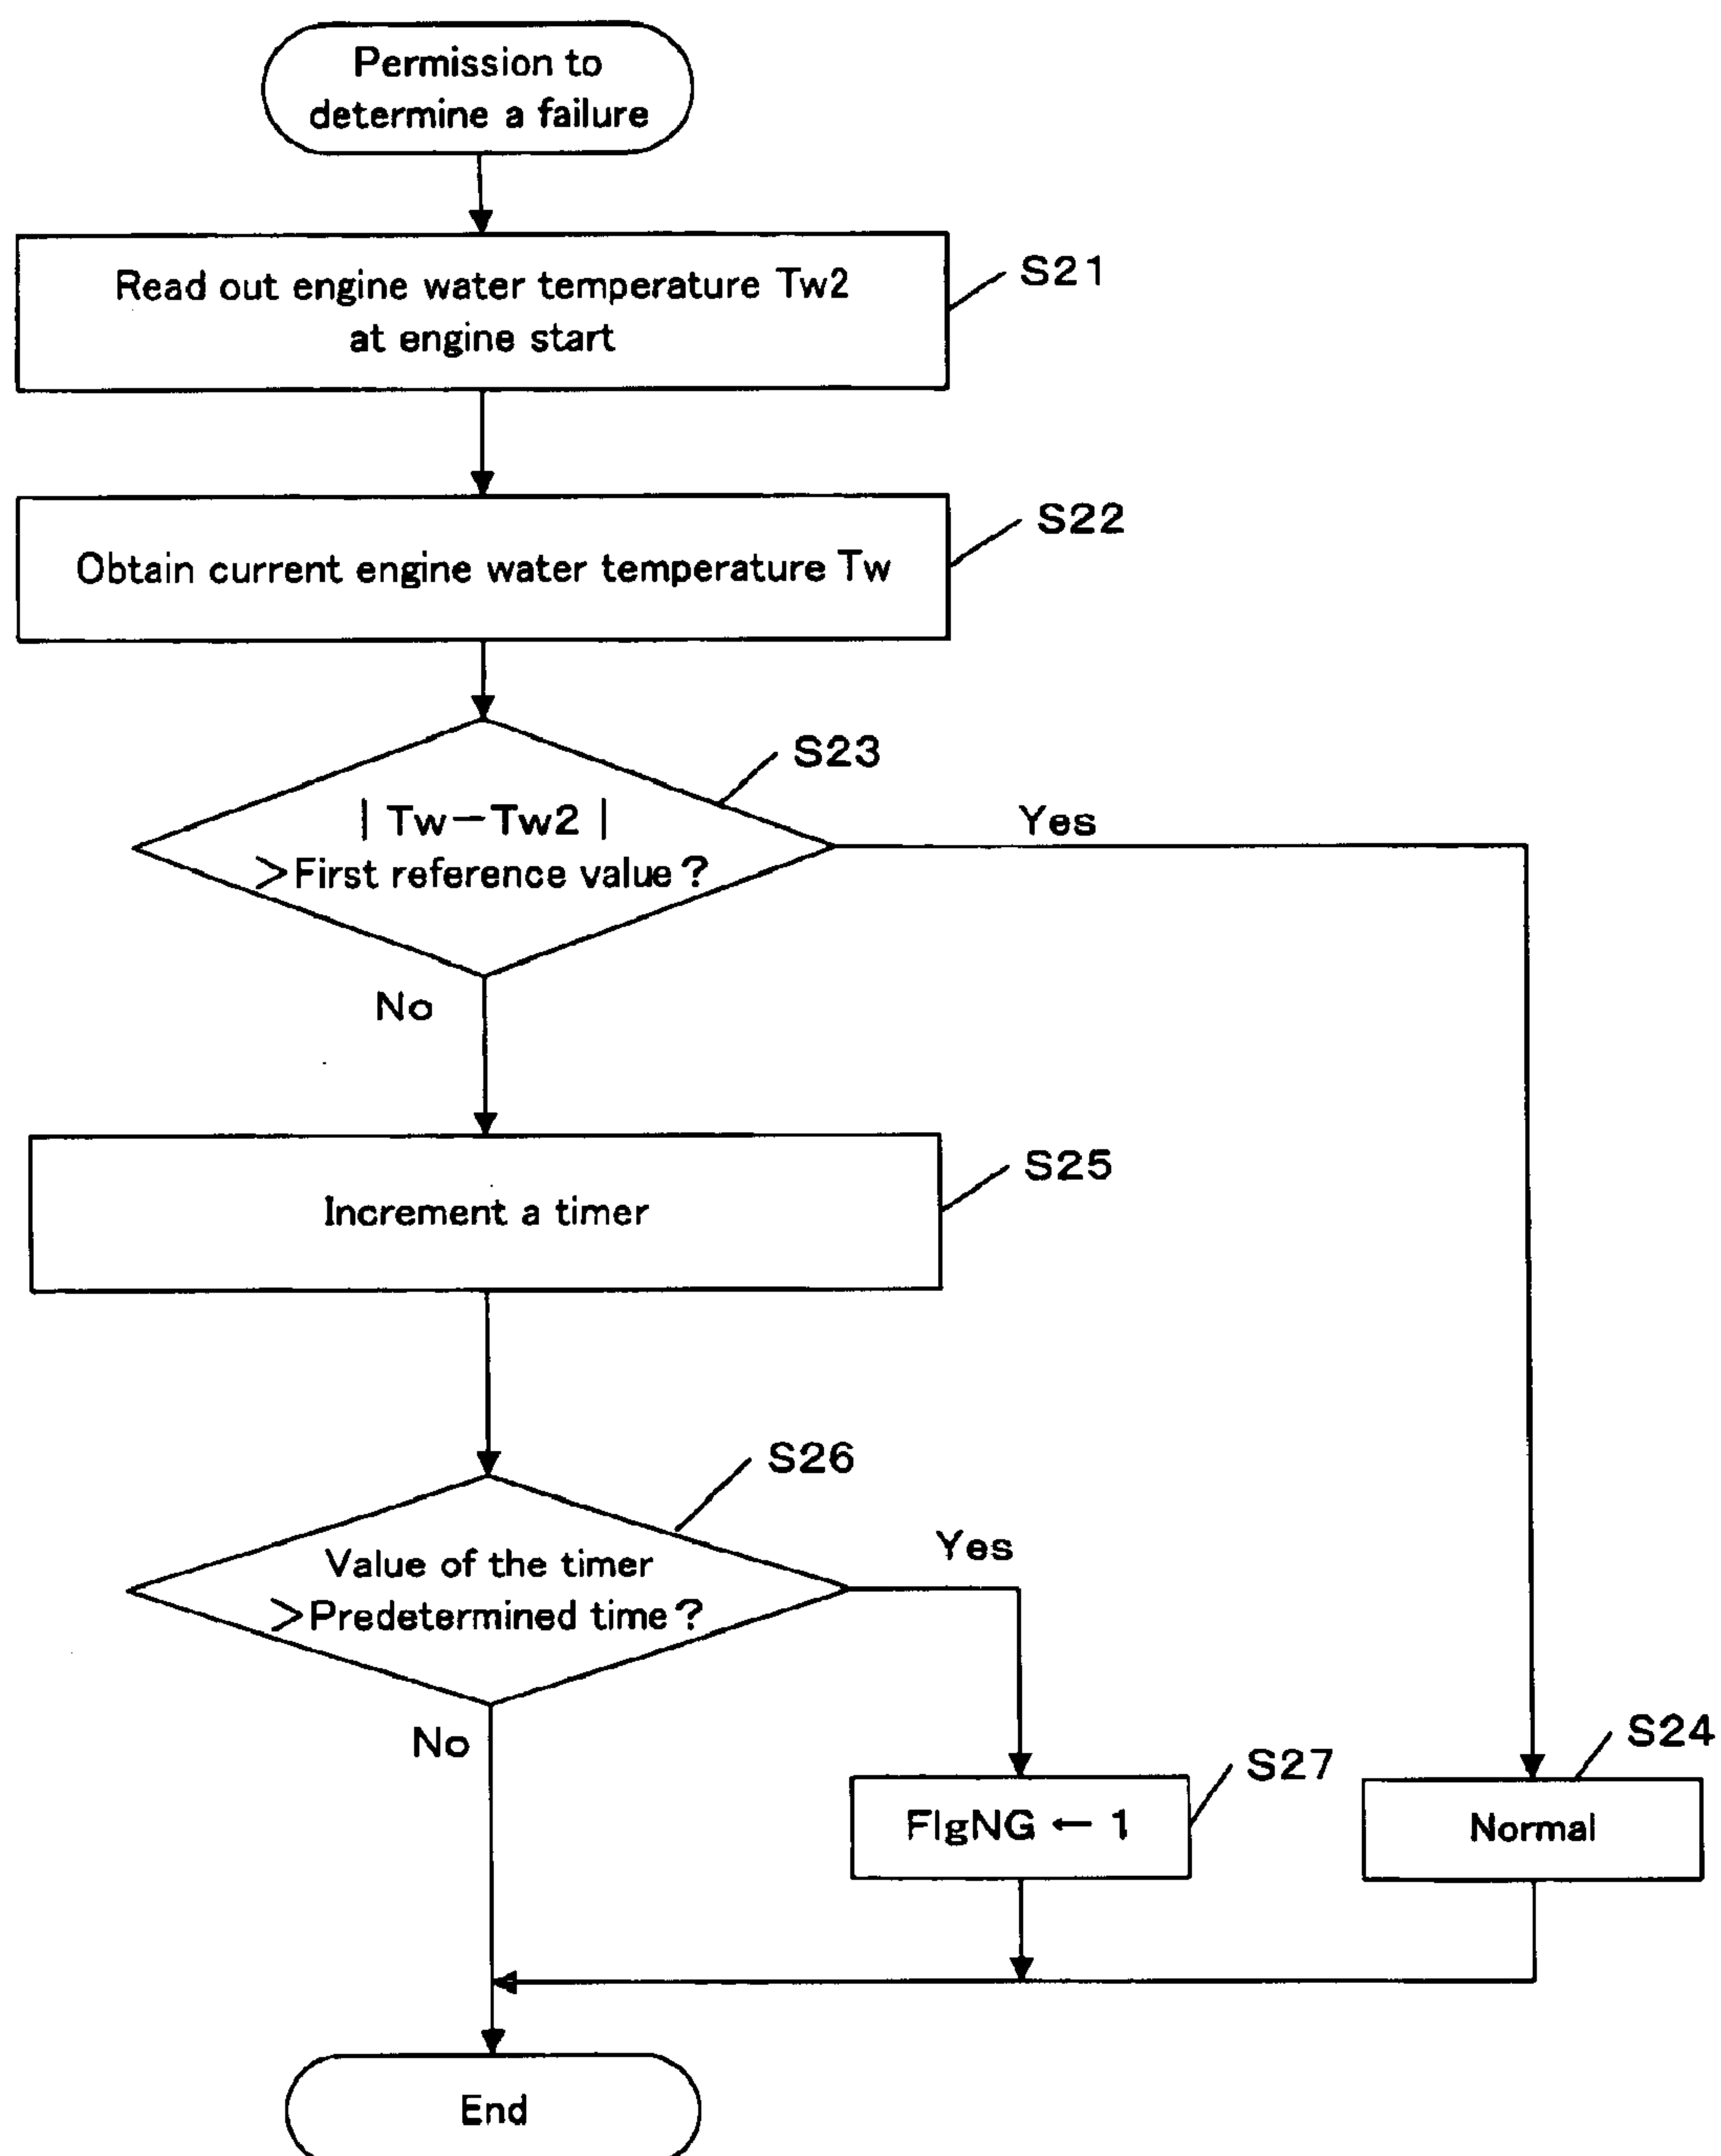 Permission to
determine a failure
Read out engine water temperature Tw2
at engine start
S21
Obtain current engine water temperature Tw
S22
S23
| Tw－Tw2 |
＞First reference value？
Yes
No
Increment a timer
S25
S26
Value of the timer
＞Predetermined time？
Yes
No
S27
FlgNG ← 1
S24
Normal
End